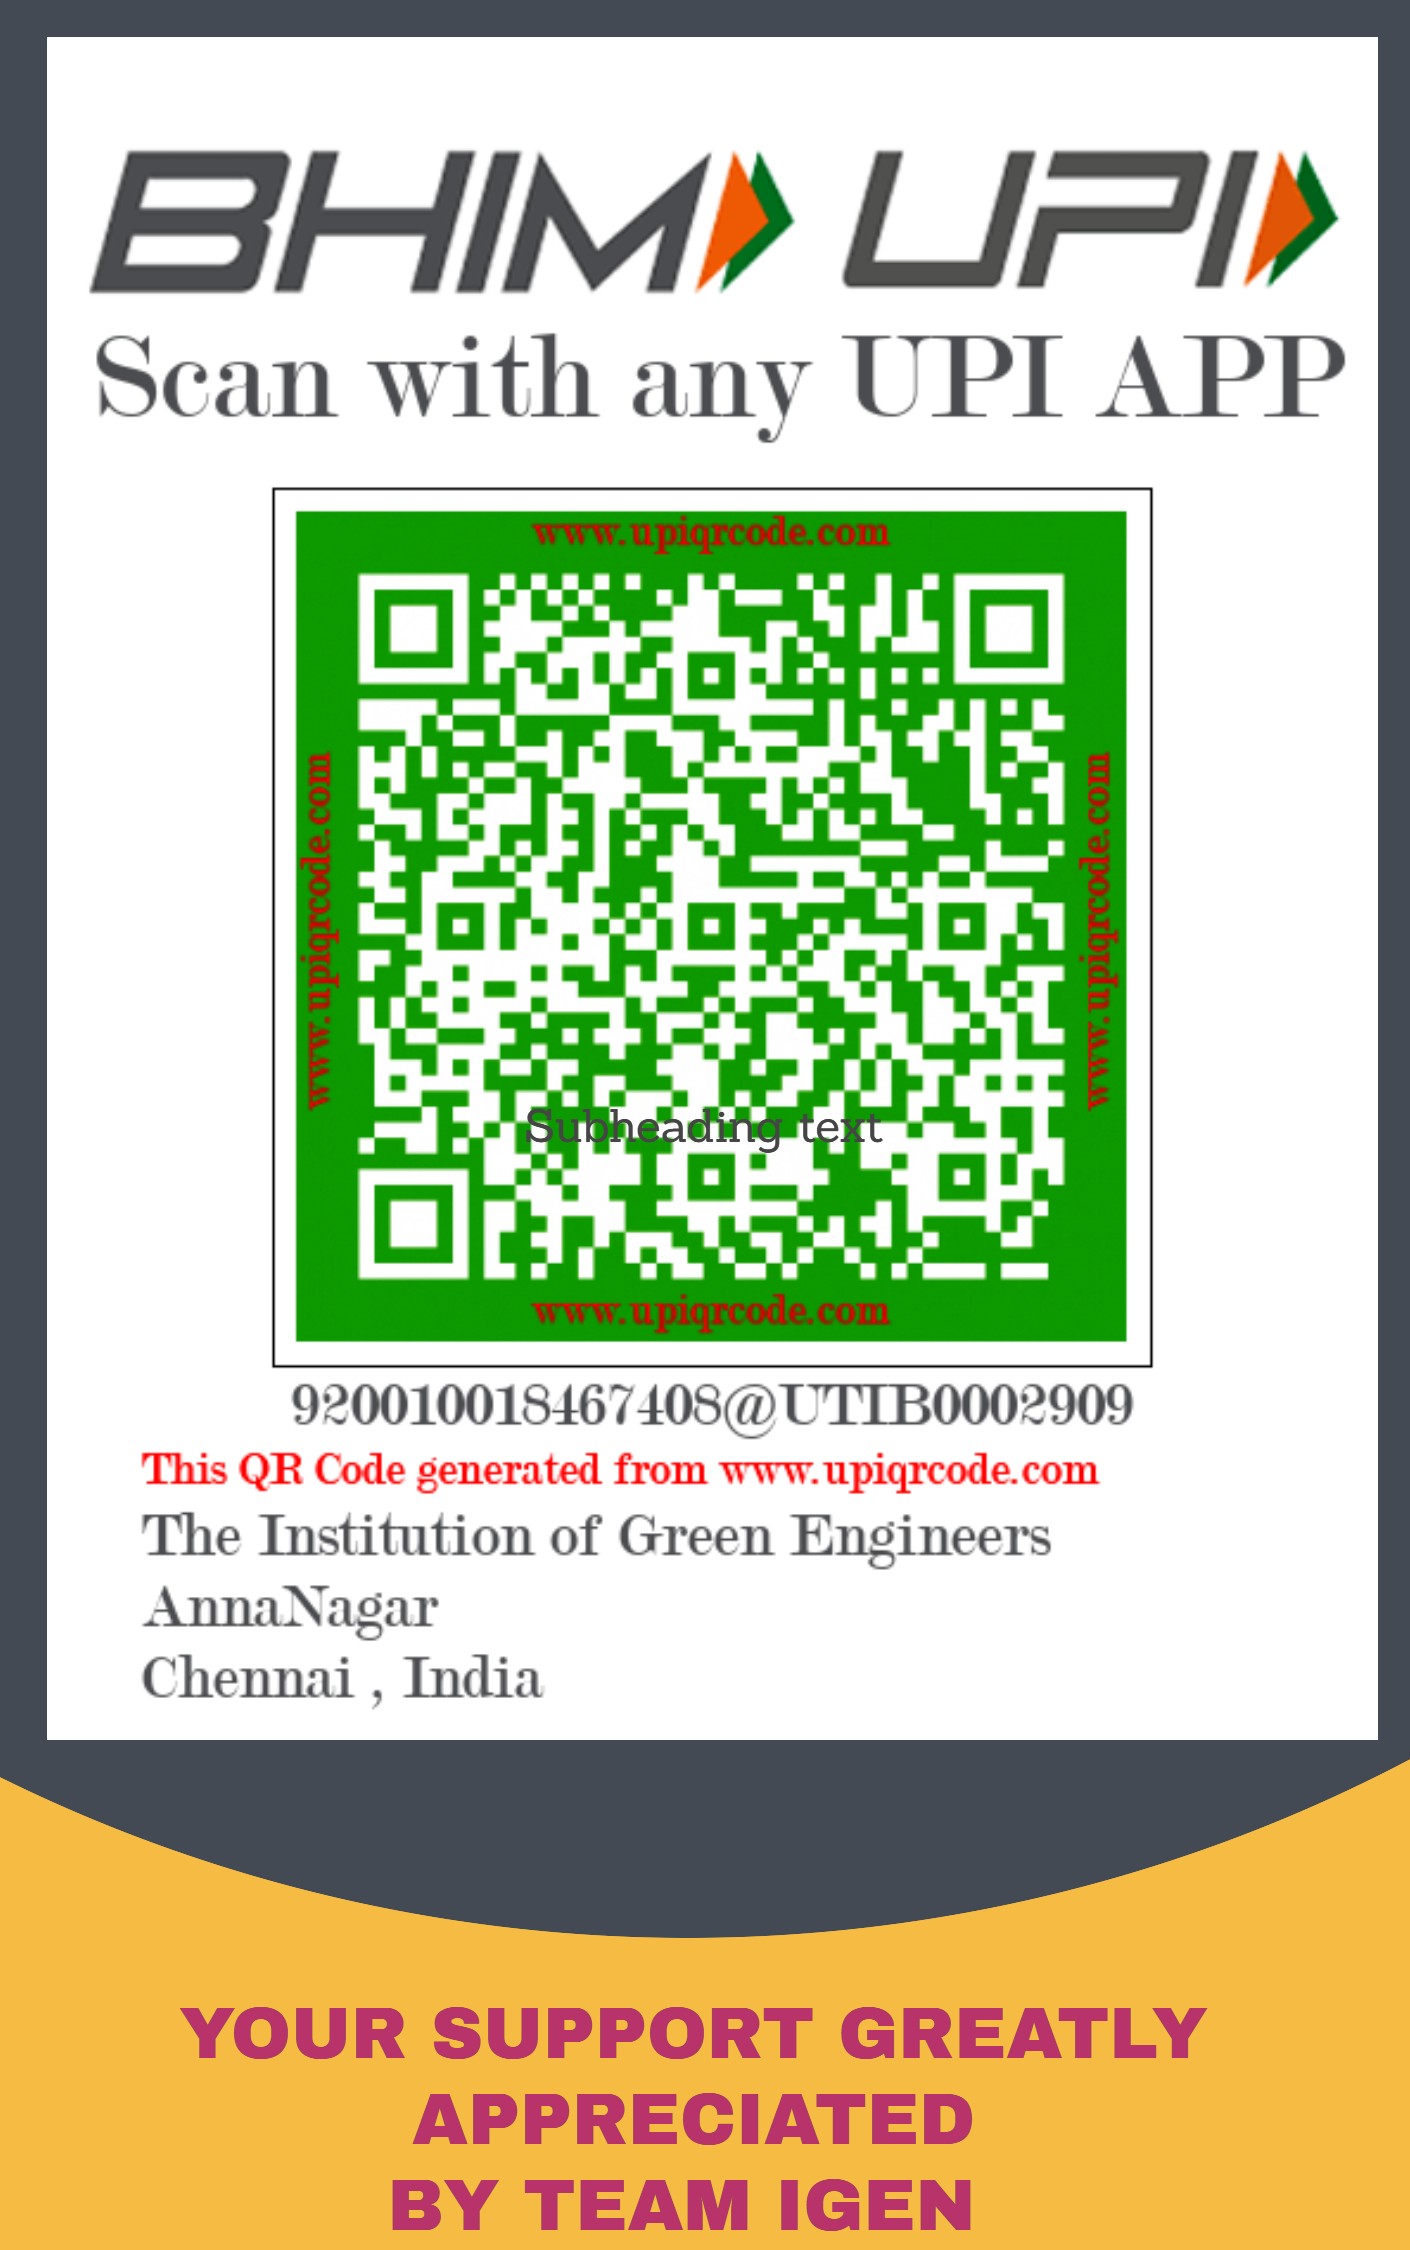 BHIM UPI
Scan with any UPI APP
www.upiqrcode.com
www.upiqrcode.com
www.upiqrcode.com
Subheading text
www.upiqrcode.com
920010018467408@UTIB0002909
This QR Code generated from www.upiqrcode.com
The Institution of Green Engineers
AnnaNagar
Chennai , India
YOUR SUPPORT GREATLY
APPRECIATED
BY TEAM IGEN